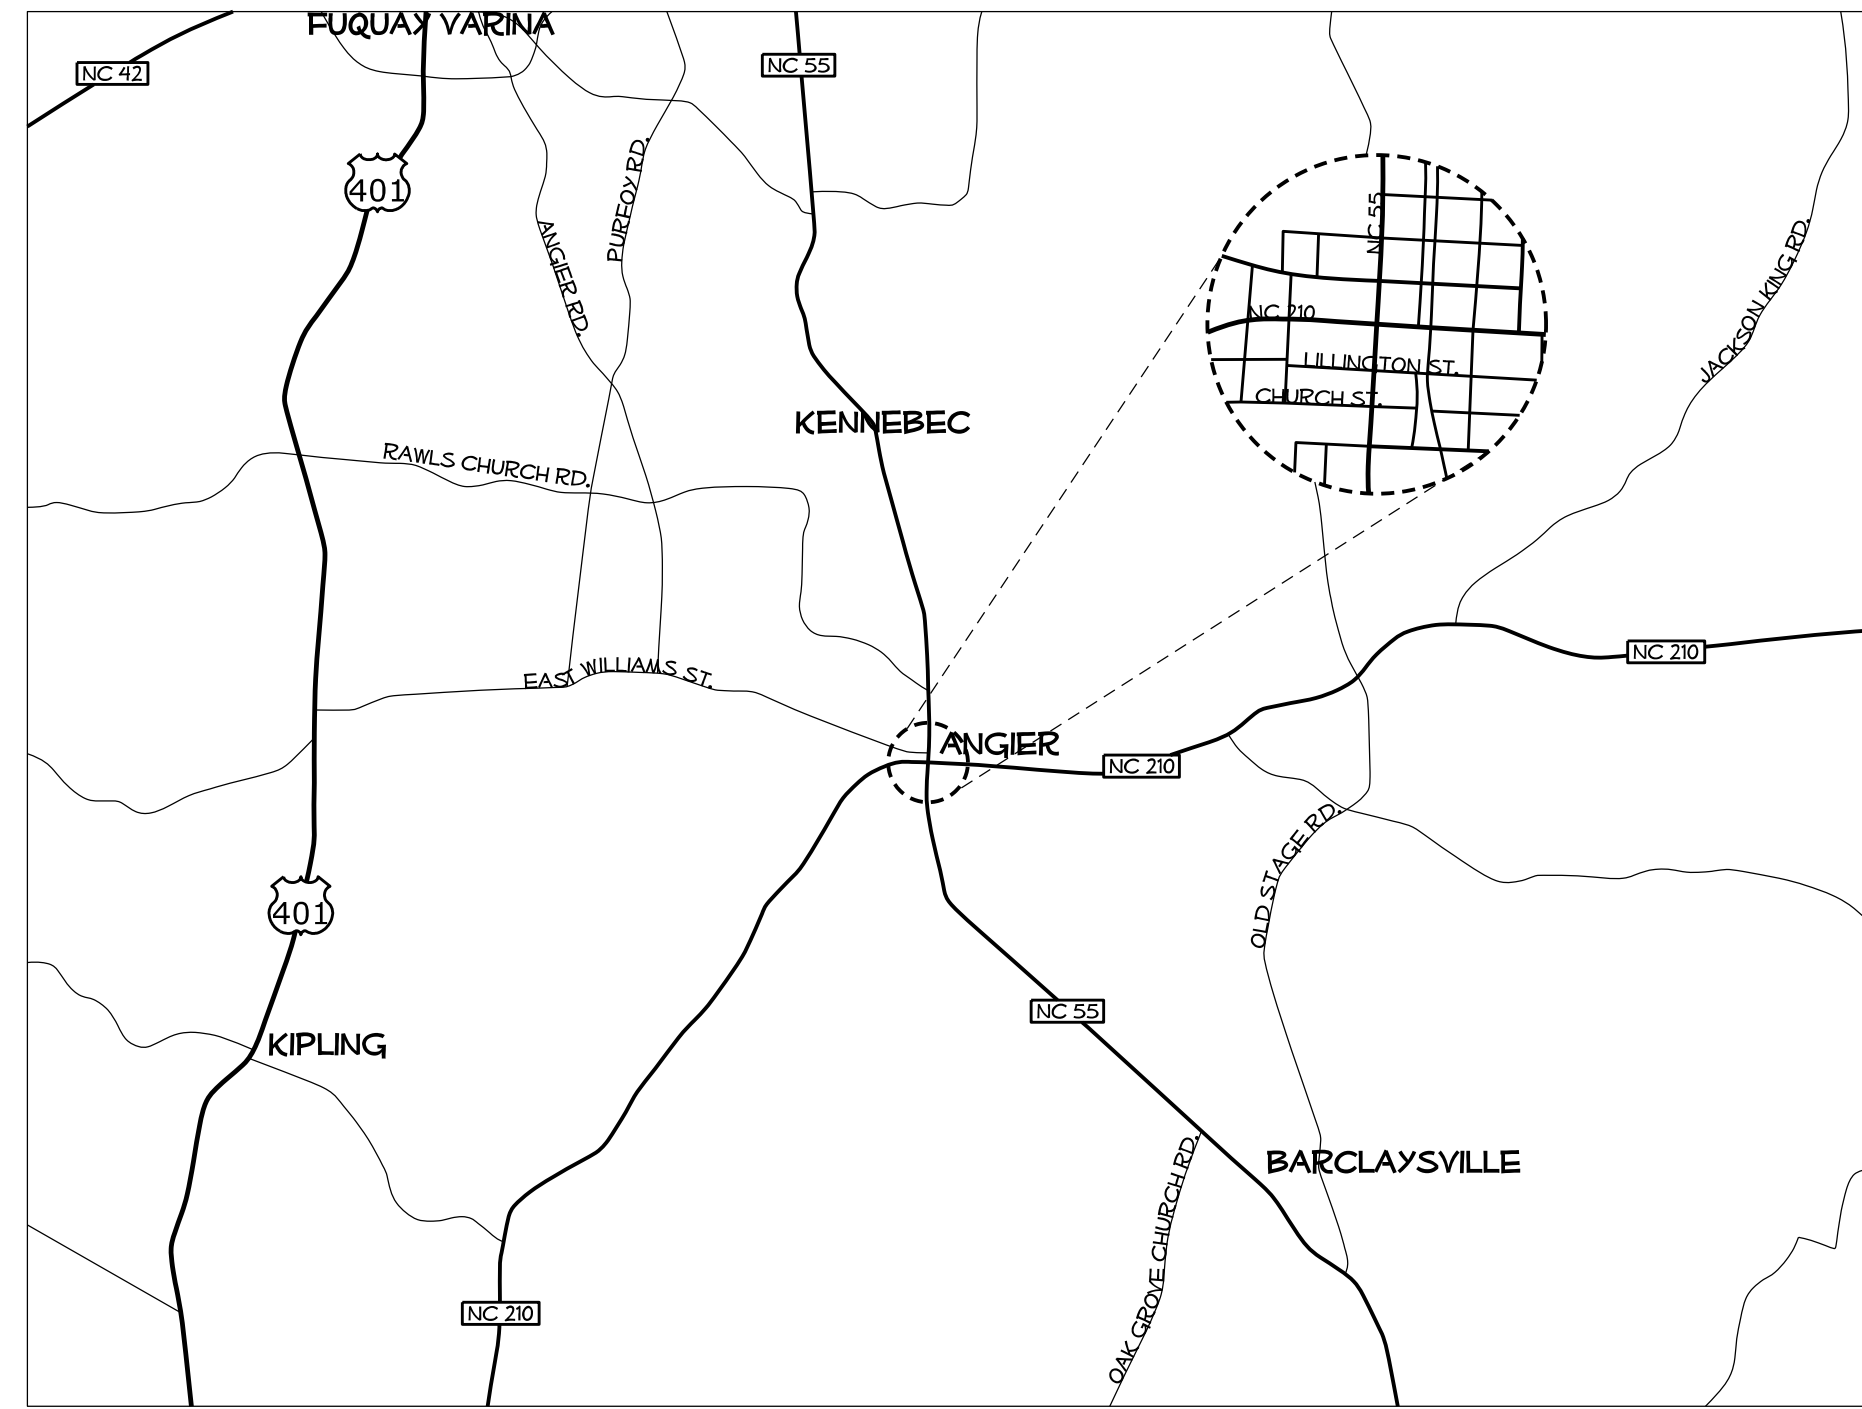 FUQUAY VARINA
NC 42
NC 55
401
PUREOY RD.
ANGIER RD.
NC 55
NC 210
LILLINGTON ST.
CHURCH ST.
JACKSON KING RD.
KENNEBEC
RAWLS CHURCH RD.
EAST WILLIAMS ST.
NC 210
ANGIER
NC 210
OLD STAGE RD.
401
NC 55
KIPLING
BARCLAYSVILLE
OAK GROVE CHURCH RD.
NC 210